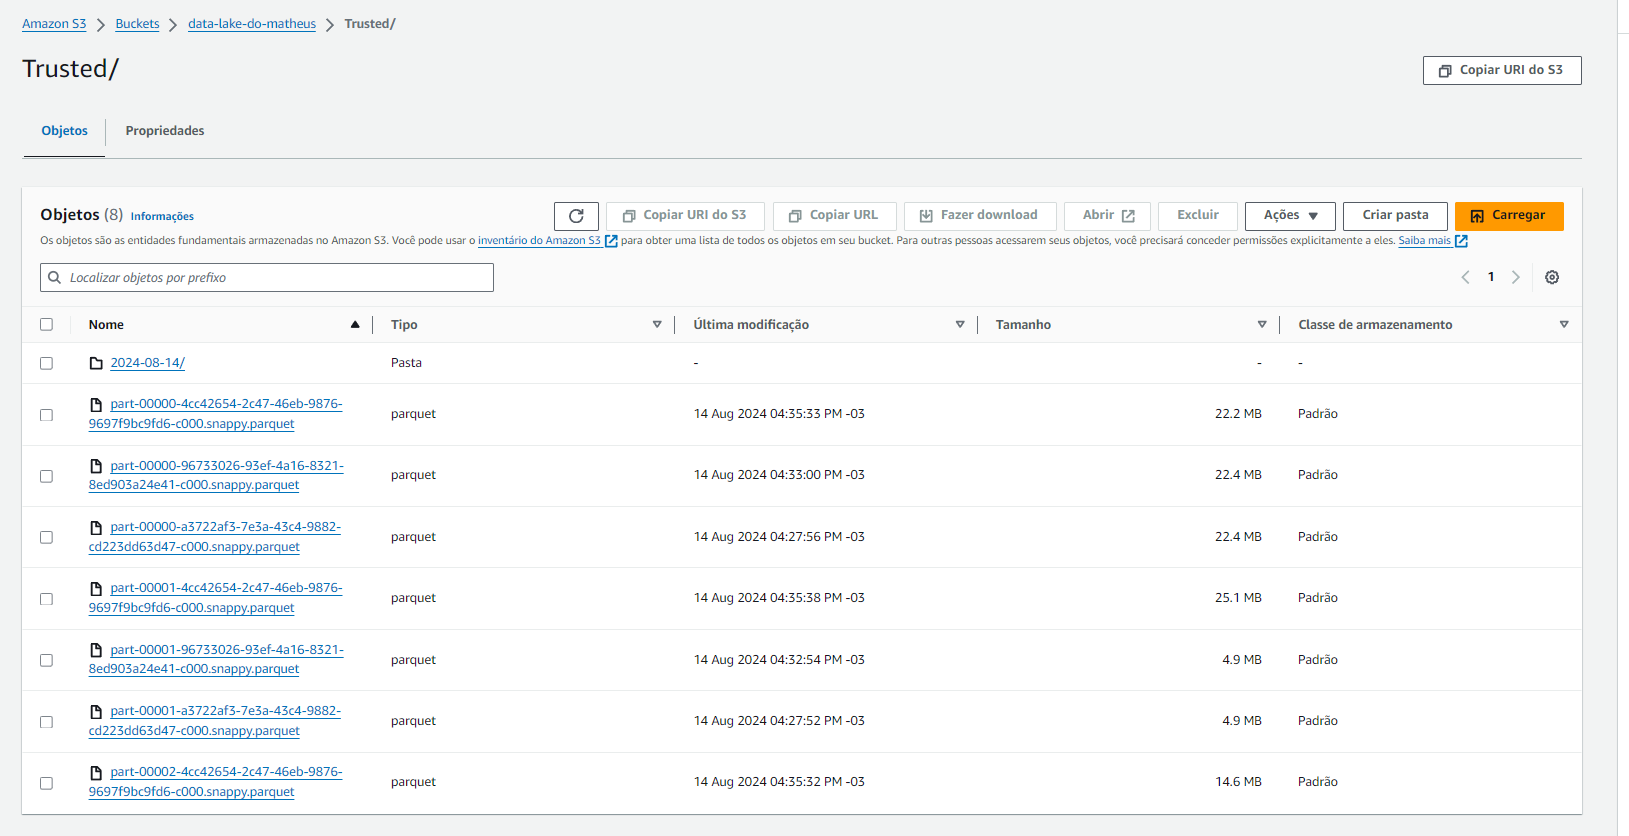 Amazon S3 > Buckets > data-lake-do-matheus > Trusted/
Trusted/
Copiar URI do S3
Objetos Propriedades
Objetos (8) Informações
Copiar URI do S3 Copiar URL Fazer download Abrir Excluir Ações Criar pasta Carregar
Os objetos são as entidades fundamentais armazenadas no Amazon S3. Você pode usar o inventário do Amazon S3 para obter uma lista de todos os objetos em seu bucket. Para outras pessoas acessarem seus objetos, você precisará conceder permissões explicitamente a eles. Saiba mais
Localizar objetos por prefixo
1
Nome Tipo Última modificação Tamanho Classe de armazenamento
2024-08-14/ Pasta - - -
part-00000-4cc42654-2c47-46eb-9876-
9697f9bc9fd6-c000.snappy.parquet
parquet 14 Aug 2024 04:35:33 PM -03 22.2 MB Padrão
part-00000-96733026-93ef-4a16-8321-
8ed903a24e41-c000.snappy.parquet
parquet 14 Aug 2024 04:33:00 PM -03 22.4 MB Padrão
part-00000-a3722af3-7e3a-43c4-9882-
cd223dd63d47-c000.snappy.parquet
parquet 14 Aug 2024 04:27:56 PM -03 22.4 MB Padrão
part-00001-4cc42654-2c47-46eb-9876-
9697f9bc9fd6-c000.snappy.parquet
parquet 14 Aug 2024 04:35:38 PM -03 25.1 MB Padrão
part-00001-96733026-93ef-4a16-8321-
8ed903a24e41-c000.snappy.parquet
parquet 14 Aug 2024 04:32:54 PM -03 4.9 MB Padrão
part-00001-a3722af3-7e3a-43c4-9882-
cd223dd63d47-c000.snappy.parquet
parquet 14 Aug 2024 04:27:52 PM -03 4.9 MB Padrão
part-00002-4cc42654-2c47-46eb-9876-
9697f9bc9fd6-c000.snappy.parquet
parquet 14 Aug 2024 04:35:32 PM -03 14.6 MB Padrão